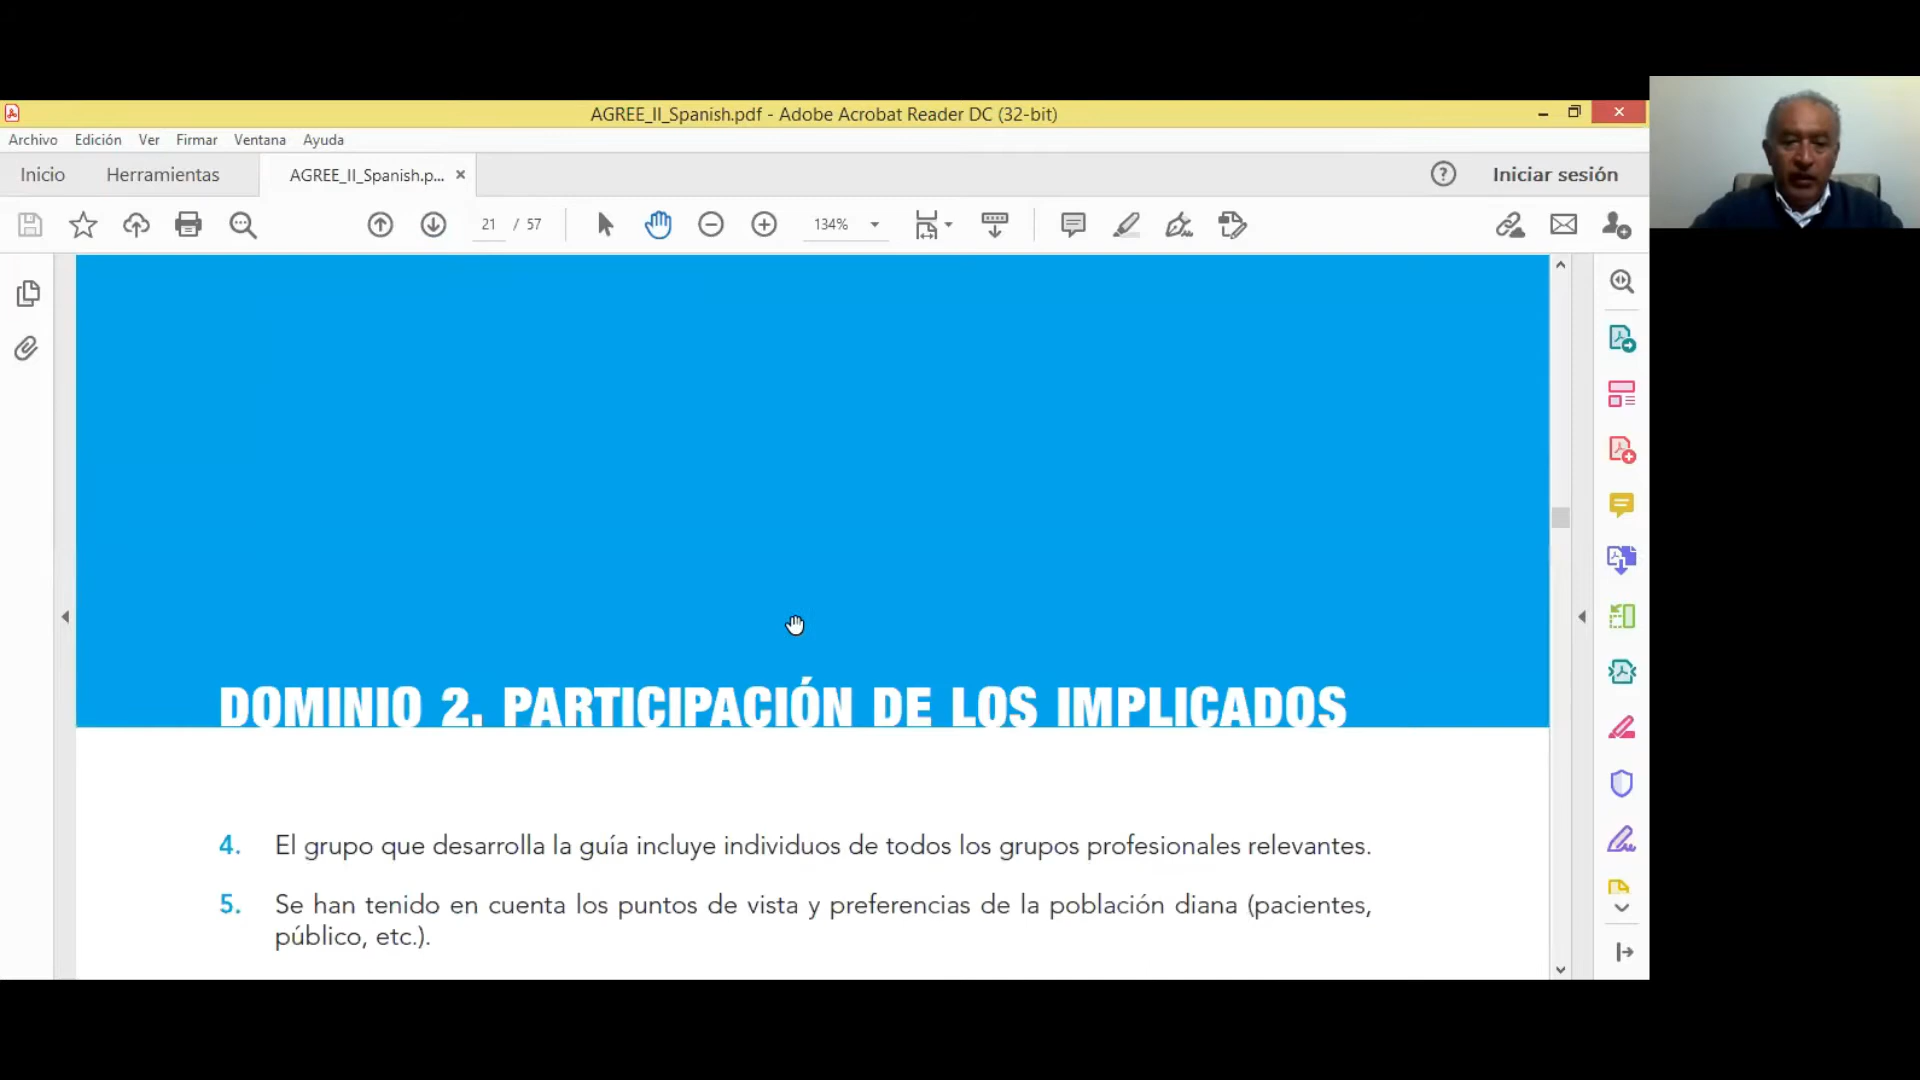 AGREE_II_Spanish.pdf - Adobe Acrobat Reader DC (32-bit)
Archivo Edición Ver Firmar Ventana Ayuda
Inicio Herramientas AGREE_II_Spanish.p... Iniciar sesión
21 / 57 134%
DOMINIO 2. PARTICIPACIÓN DE LOS IMPLICADOS
4. El grupo que desarrolla la guía incluye individuos de todos los grupos profesionales relevantes.
5. Se han tenido en cuenta los puntos de vista y preferencias de la población diana (pacientes,
público, etc.).